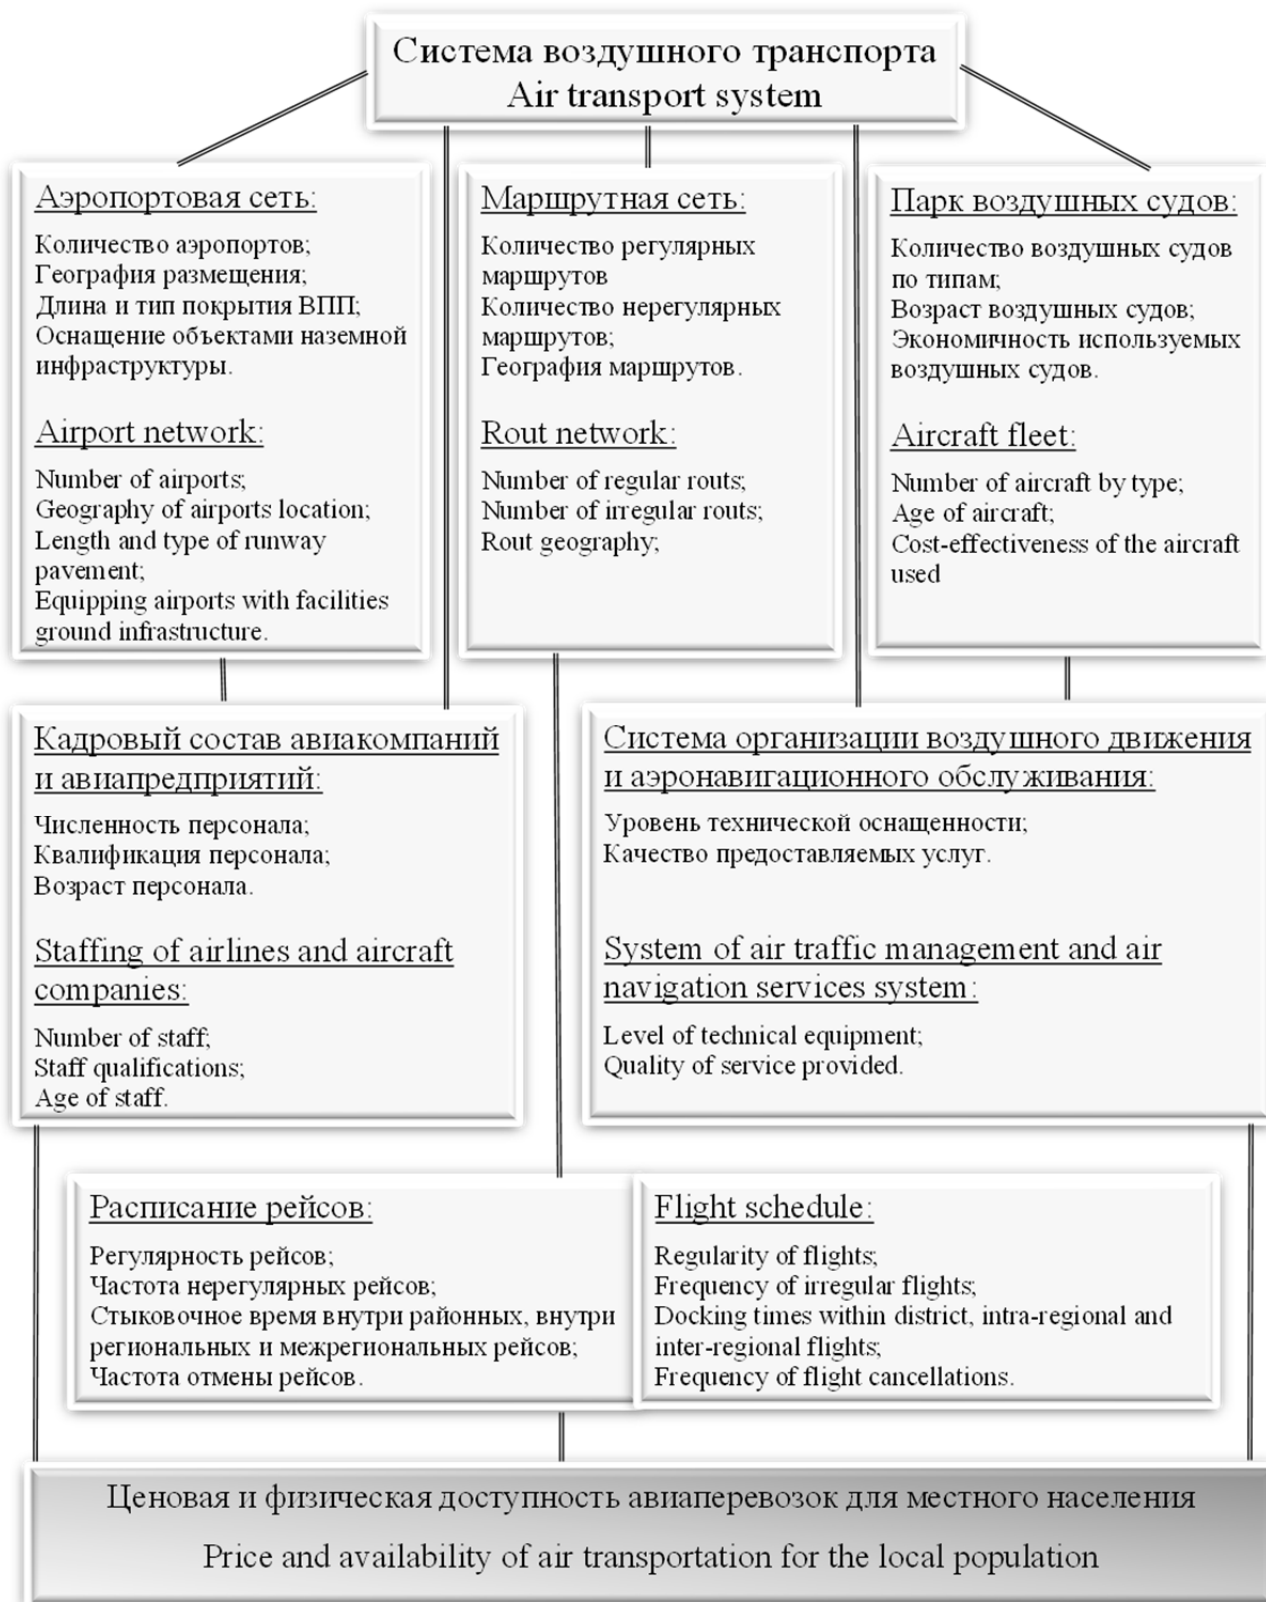 Система воздушного транспорта
Air transport system
Аэропортовая сеть:
Количество аэропортов;
География размещения;
Длина и тип покрытия ВПП;
Оснащение объектами наземной
инфраструктуры.
Airport network:
Number of airports;
Geography of airports location;
Length and type of runway
pavement;
Equipping airports with facilities
ground infrastructure.
Маршрутная сеть:
Количество регулярных
маршрутов
Количество нерегулярных
маршрутов;
География маршрутов.
Rout network:
Number of regular routs;
Number of irregular routs;
Rout geography;
Парк воздушных судов:
Количество воздушных судов
по типам;
Возраст воздушных судов;
Экономичность используемых
воздушных судов.
Aircraft fleet:
Number of aircraft by type;
Age of aircraft;
Cost-effectiveness of the aircraft
used
Кадровый состав авиакомпаний
и авиапредприятий:
Численность персонала;
Квалификация персонала;
Возраст персонала.
Staffing of airlines and aircraft
companies:
Number of staff;
Staff qualifications;
Age of staff.
Система организации воздушного движения
и аэронавигационного обслуживания:
Уровень технической оснащенности;
Качество предоставляемых услуг.
System of air traffic management and air
navigation services system:
Level of technical equipment;
Quality of service provided.
Расписание рейсов:
Регулярность рейсов;
Частота нерегулярных рейсов;
Стыковочное время внутри районных, внутри
региональных и межрегиональных рейсов;
Частота отмены рейсов.
Flight schedule:
Regularity of flights;
Frequency of irregular flights;
Docking times within district, intra-regional and
inter-regional flights;
Frequency of flight cancellations.
Ценовая и физическая доступность авиаперевозок для местного населения
Price and availability of air transportation for the local population